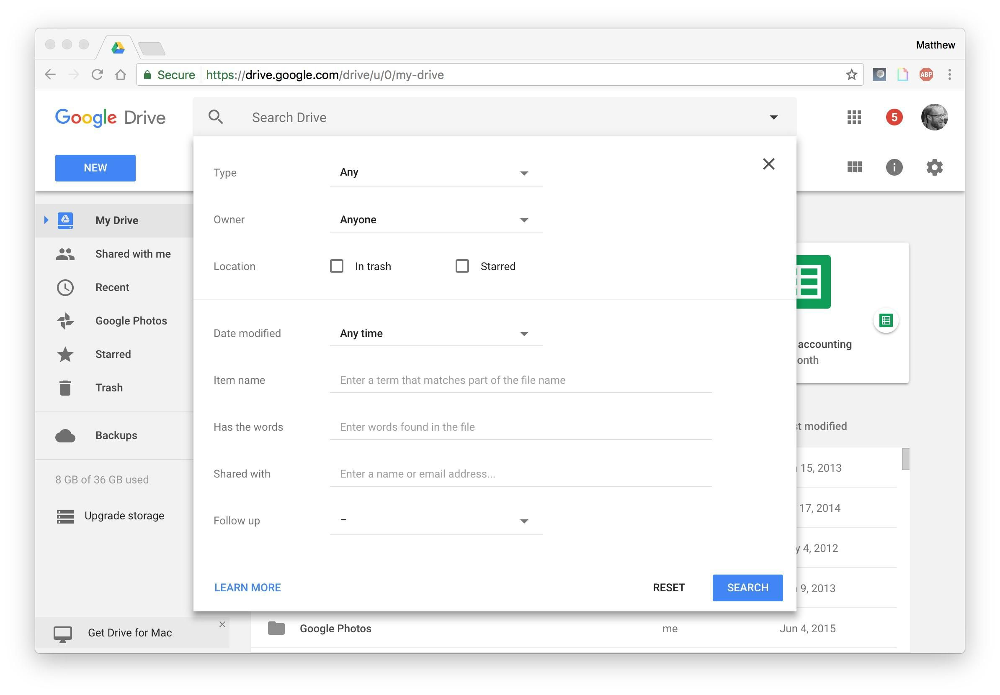 Matthew
Secure https://drive.google.com/drive/u/0/my-drive
ABP
Google Drive
Search Drive
5
NEW
My Drive
Shared with me
Recent
Google Photos
Starred
Trash
Backups
8 GB of 36 GB used
Upgrade storage
Get Drive for Mac
Type Any
Owner Anyone
Location In trash Starred
Date modified Any time
Item name Enter a term that matches part of the file name
Has the words Enter words found in the file
Shared with Enter a name or email address...
Follow up –
LEARN MORE RESET SEARCH
accounting
onth
st modified
15, 2013
17, 2014
y 4, 2012
9, 2013
Google Photos me Jun 4, 2015